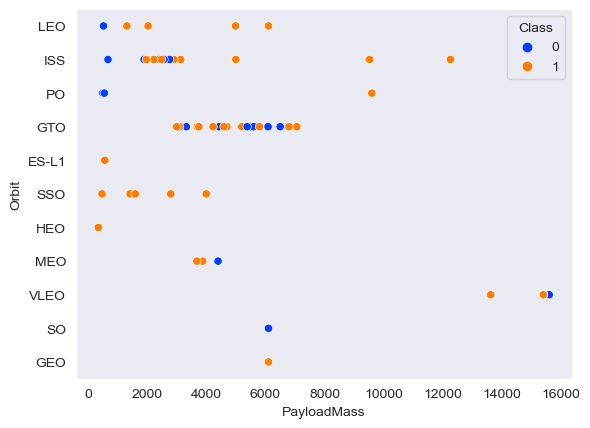 LEO
ISS
PO
GTO
ES-L1
SSO
HEO
MEO
VLEO
SO
GEO
Orbit
Class
0
1
0 2000 4000 6000 8000 10000 12000 14000 16000
PayloadMass